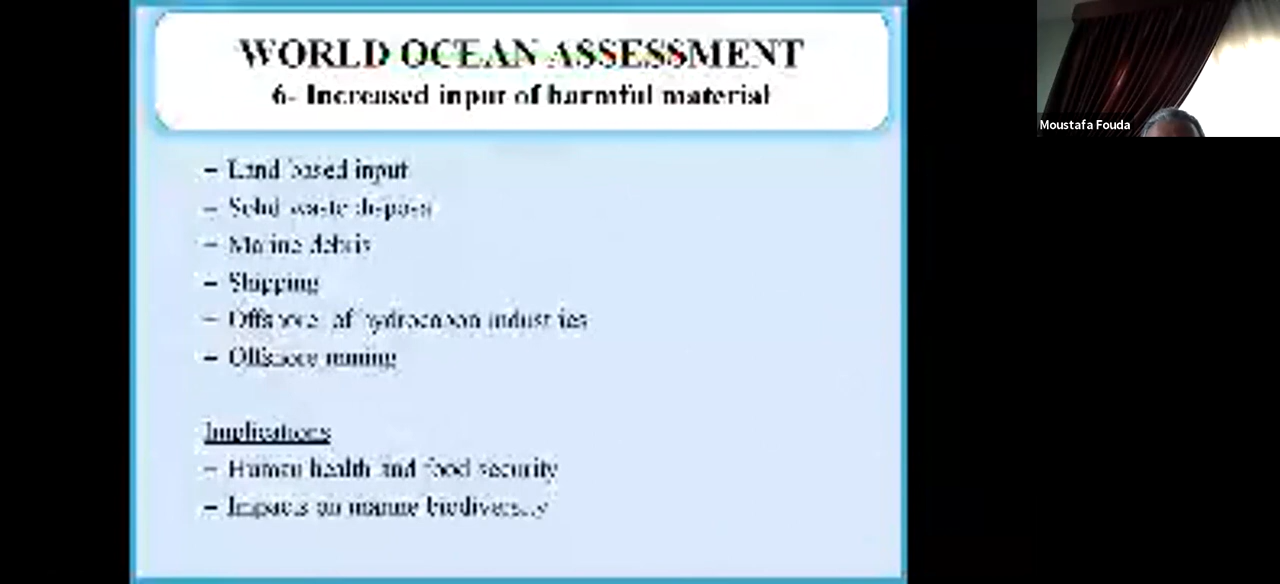 WORLD OCEAN ASSESSMENT
6- Increased input of harmful material
- Land based input
- Solid waste disposal
- Marine debris
- Shipping
- Offshore of hydrocarbon industries
- Offshore mining
Implications
- Human health and food security
- Impacts on marine biodiversity
Moustafa Fouda